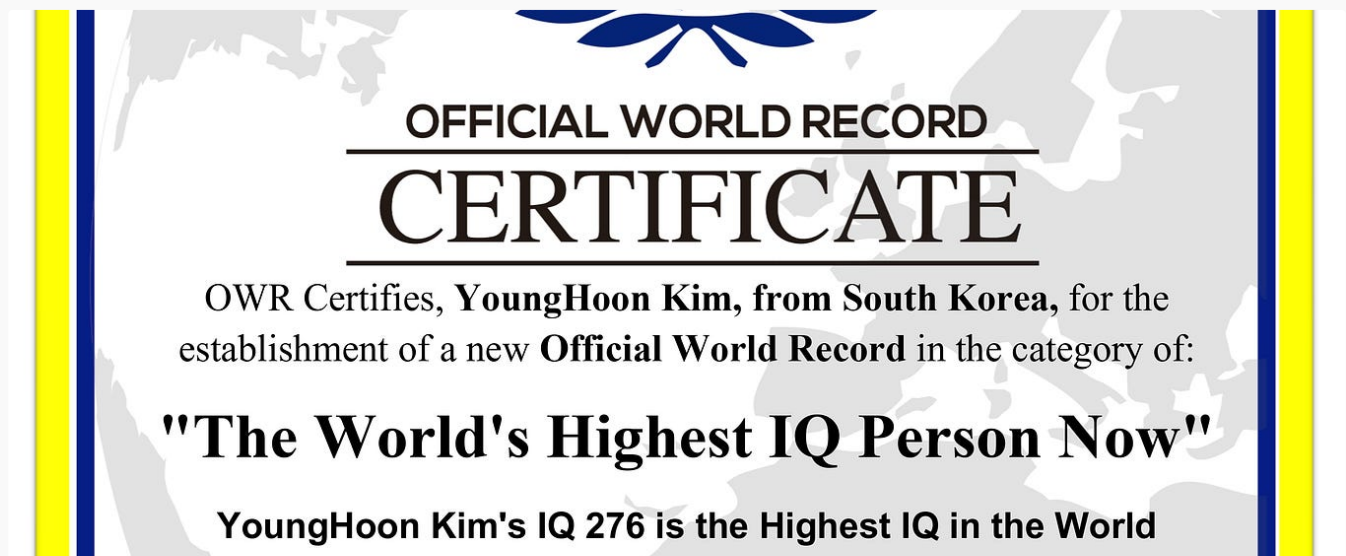 OFFICIAL WORLD RECORD
CERTIFICATE
OWR Certifies, YoungHoon Kim, from South Korea, for the
establishment of a new Official World Record in the category of:
"The World's Highest IQ Person Now"
YoungHoon Kim's IQ 276 is the Highest IQ in the World